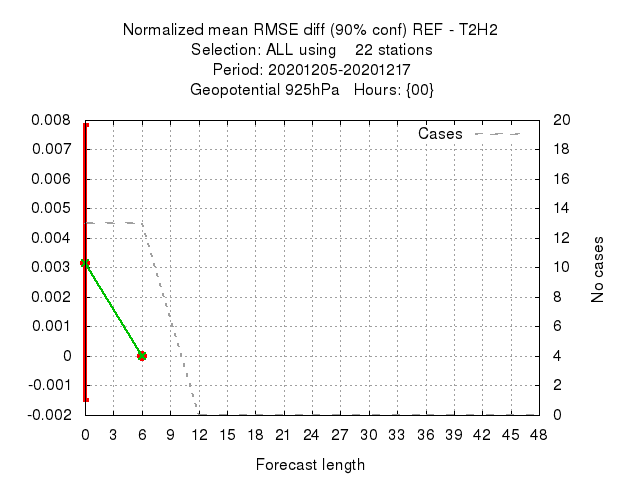 Normalized mean RMSE diff (90% conf) REF - T2H2
Selection: ALL using    22 stations
Period: 20201205-20201217
Geopotential 925hPa   Hours: {00}
Cases
0.008
0.007
0.006
0.005
0.004
0.003
0.002
0.001
0
-0.001
-0.002
20
18
16
14
12
10
8
6
4
2
0
No cases
0 3 6 9 12 15 18 21 24 27 30 33 36 39 42 45 48
Forecast length